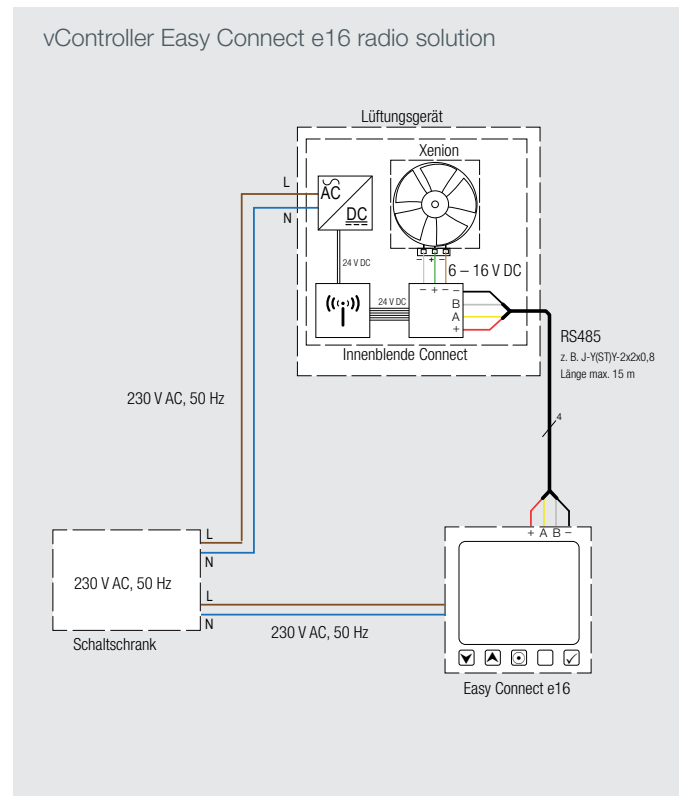 vController Easy Connect e16 radio solution
Lüftungsgerät
Xenion
L
N
AC
DC
24 V DC
– + –
6 – 16 V DC
24 V DC
– + – –
B
A
+
Innenblende Connect
RS485
z. B. J-Y(ST)Y-2x2x0,8
Länge max. 15 m
4
230 V AC, 50 Hz
+ A B –
L
N
230 V AC, 50 Hz
L
N
230 V AC, 50 Hz
Schaltschrank
Easy Connect e16